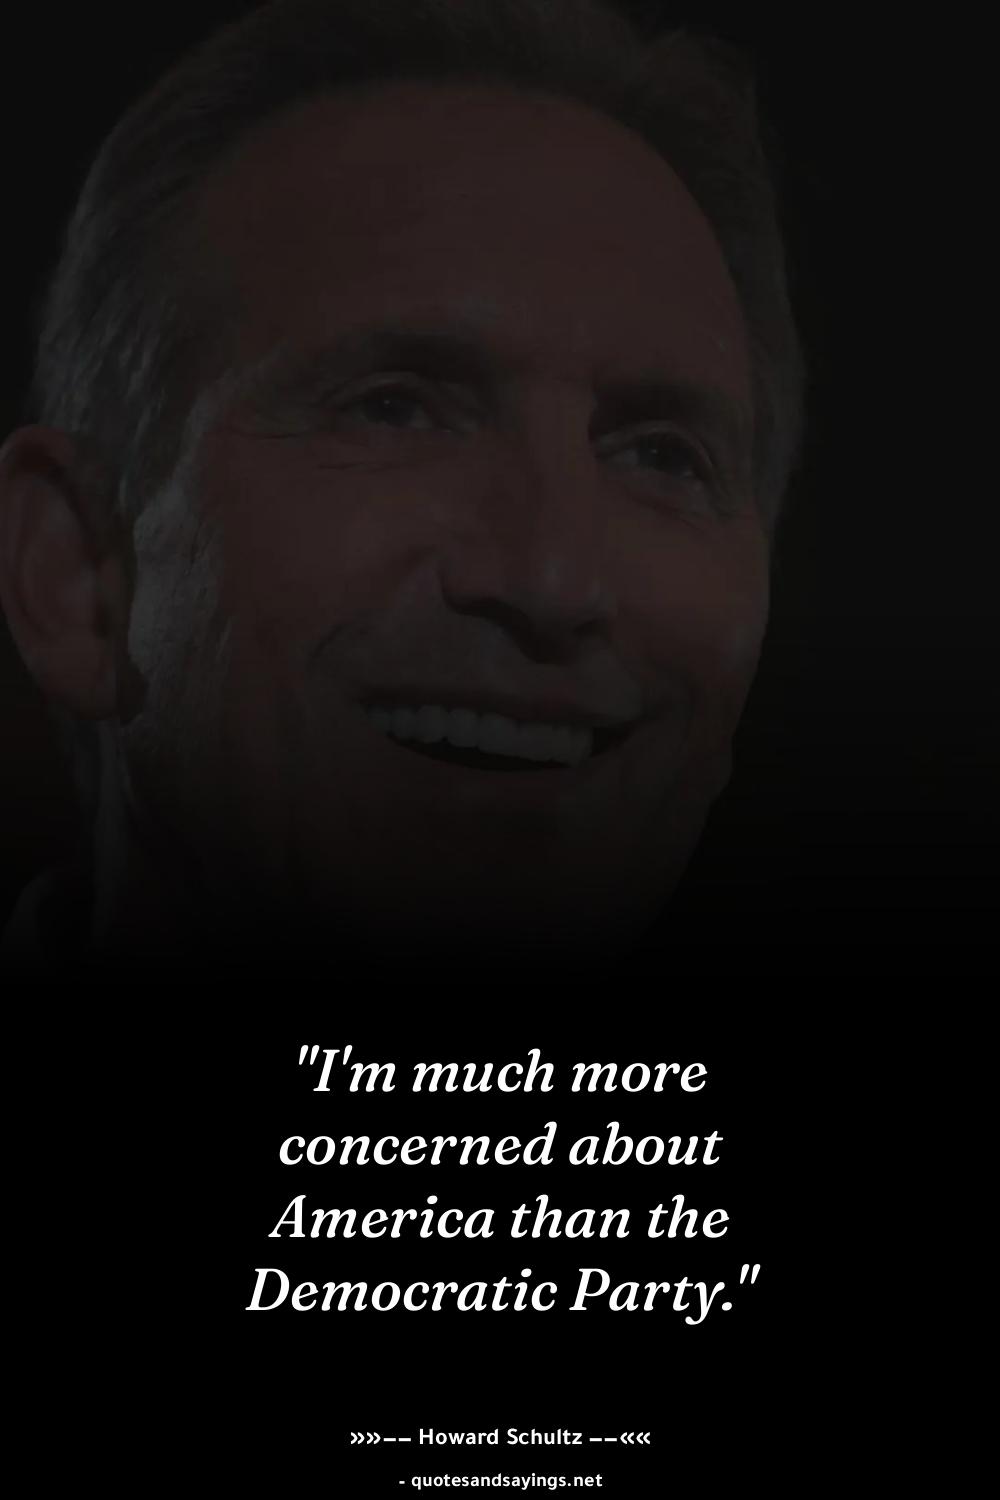 "I'm much more
concerned about
America than the
Democratic Party."
»»–– Howard Schultz ––««
- quotesandsayings.net